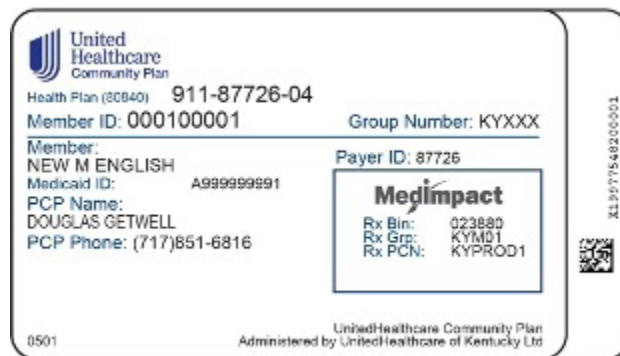 United
Healthcare
Community Plan
Health Plan (80840) 911-87726-04
Member ID: 000100001 Group Number: KYXXX
Member:
NEW M ENGLISH
Payer ID: 87726
Medicaid ID: A999999991
PCP Name:
DOUGLAS GETWELL
PCP Phone: (717)851-6816
MedImpact
Rx Bin: 023880
Rx Grp: KYM01
Rx PCN: KYPROD1
0501
UnitedHealthcare Community Plan
Administered by UnitedHealthcare of Kentucky Ltd
X19977548200001